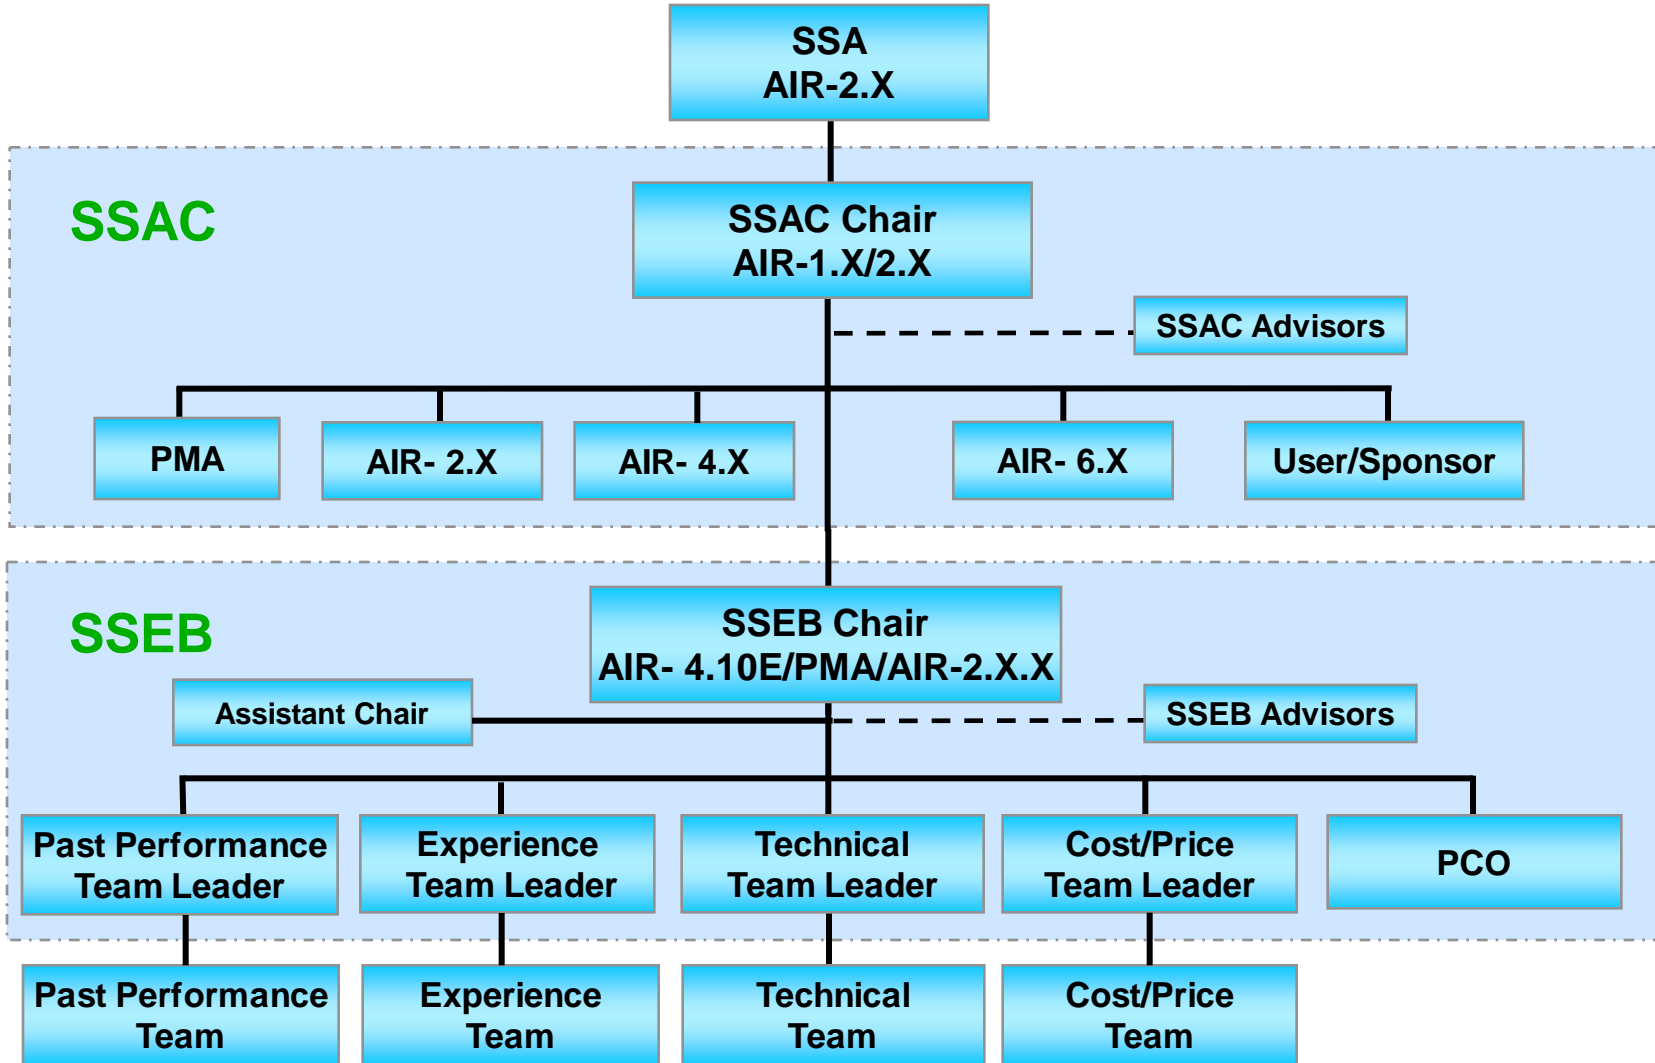 SSA
AIR-2.X
SSAC
SSAC Chair
AIR-1.X/2.X
SSAC Advisors
PMA
AIR- 2.X
AIR- 4.X
AIR- 6.X
User/Sponsor
SSEB
SSEB Chair
AIR- 4.10E/PMA/AIR-2.X.X
Assistant Chair
SSEB Advisors
Past Performance
Team Leader
Experience
Team Leader
Technical
Team Leader
Cost/Price
Team Leader
PCO
Past Performance
Team
Experience
Team
Technical
Team
Cost/Price
Team